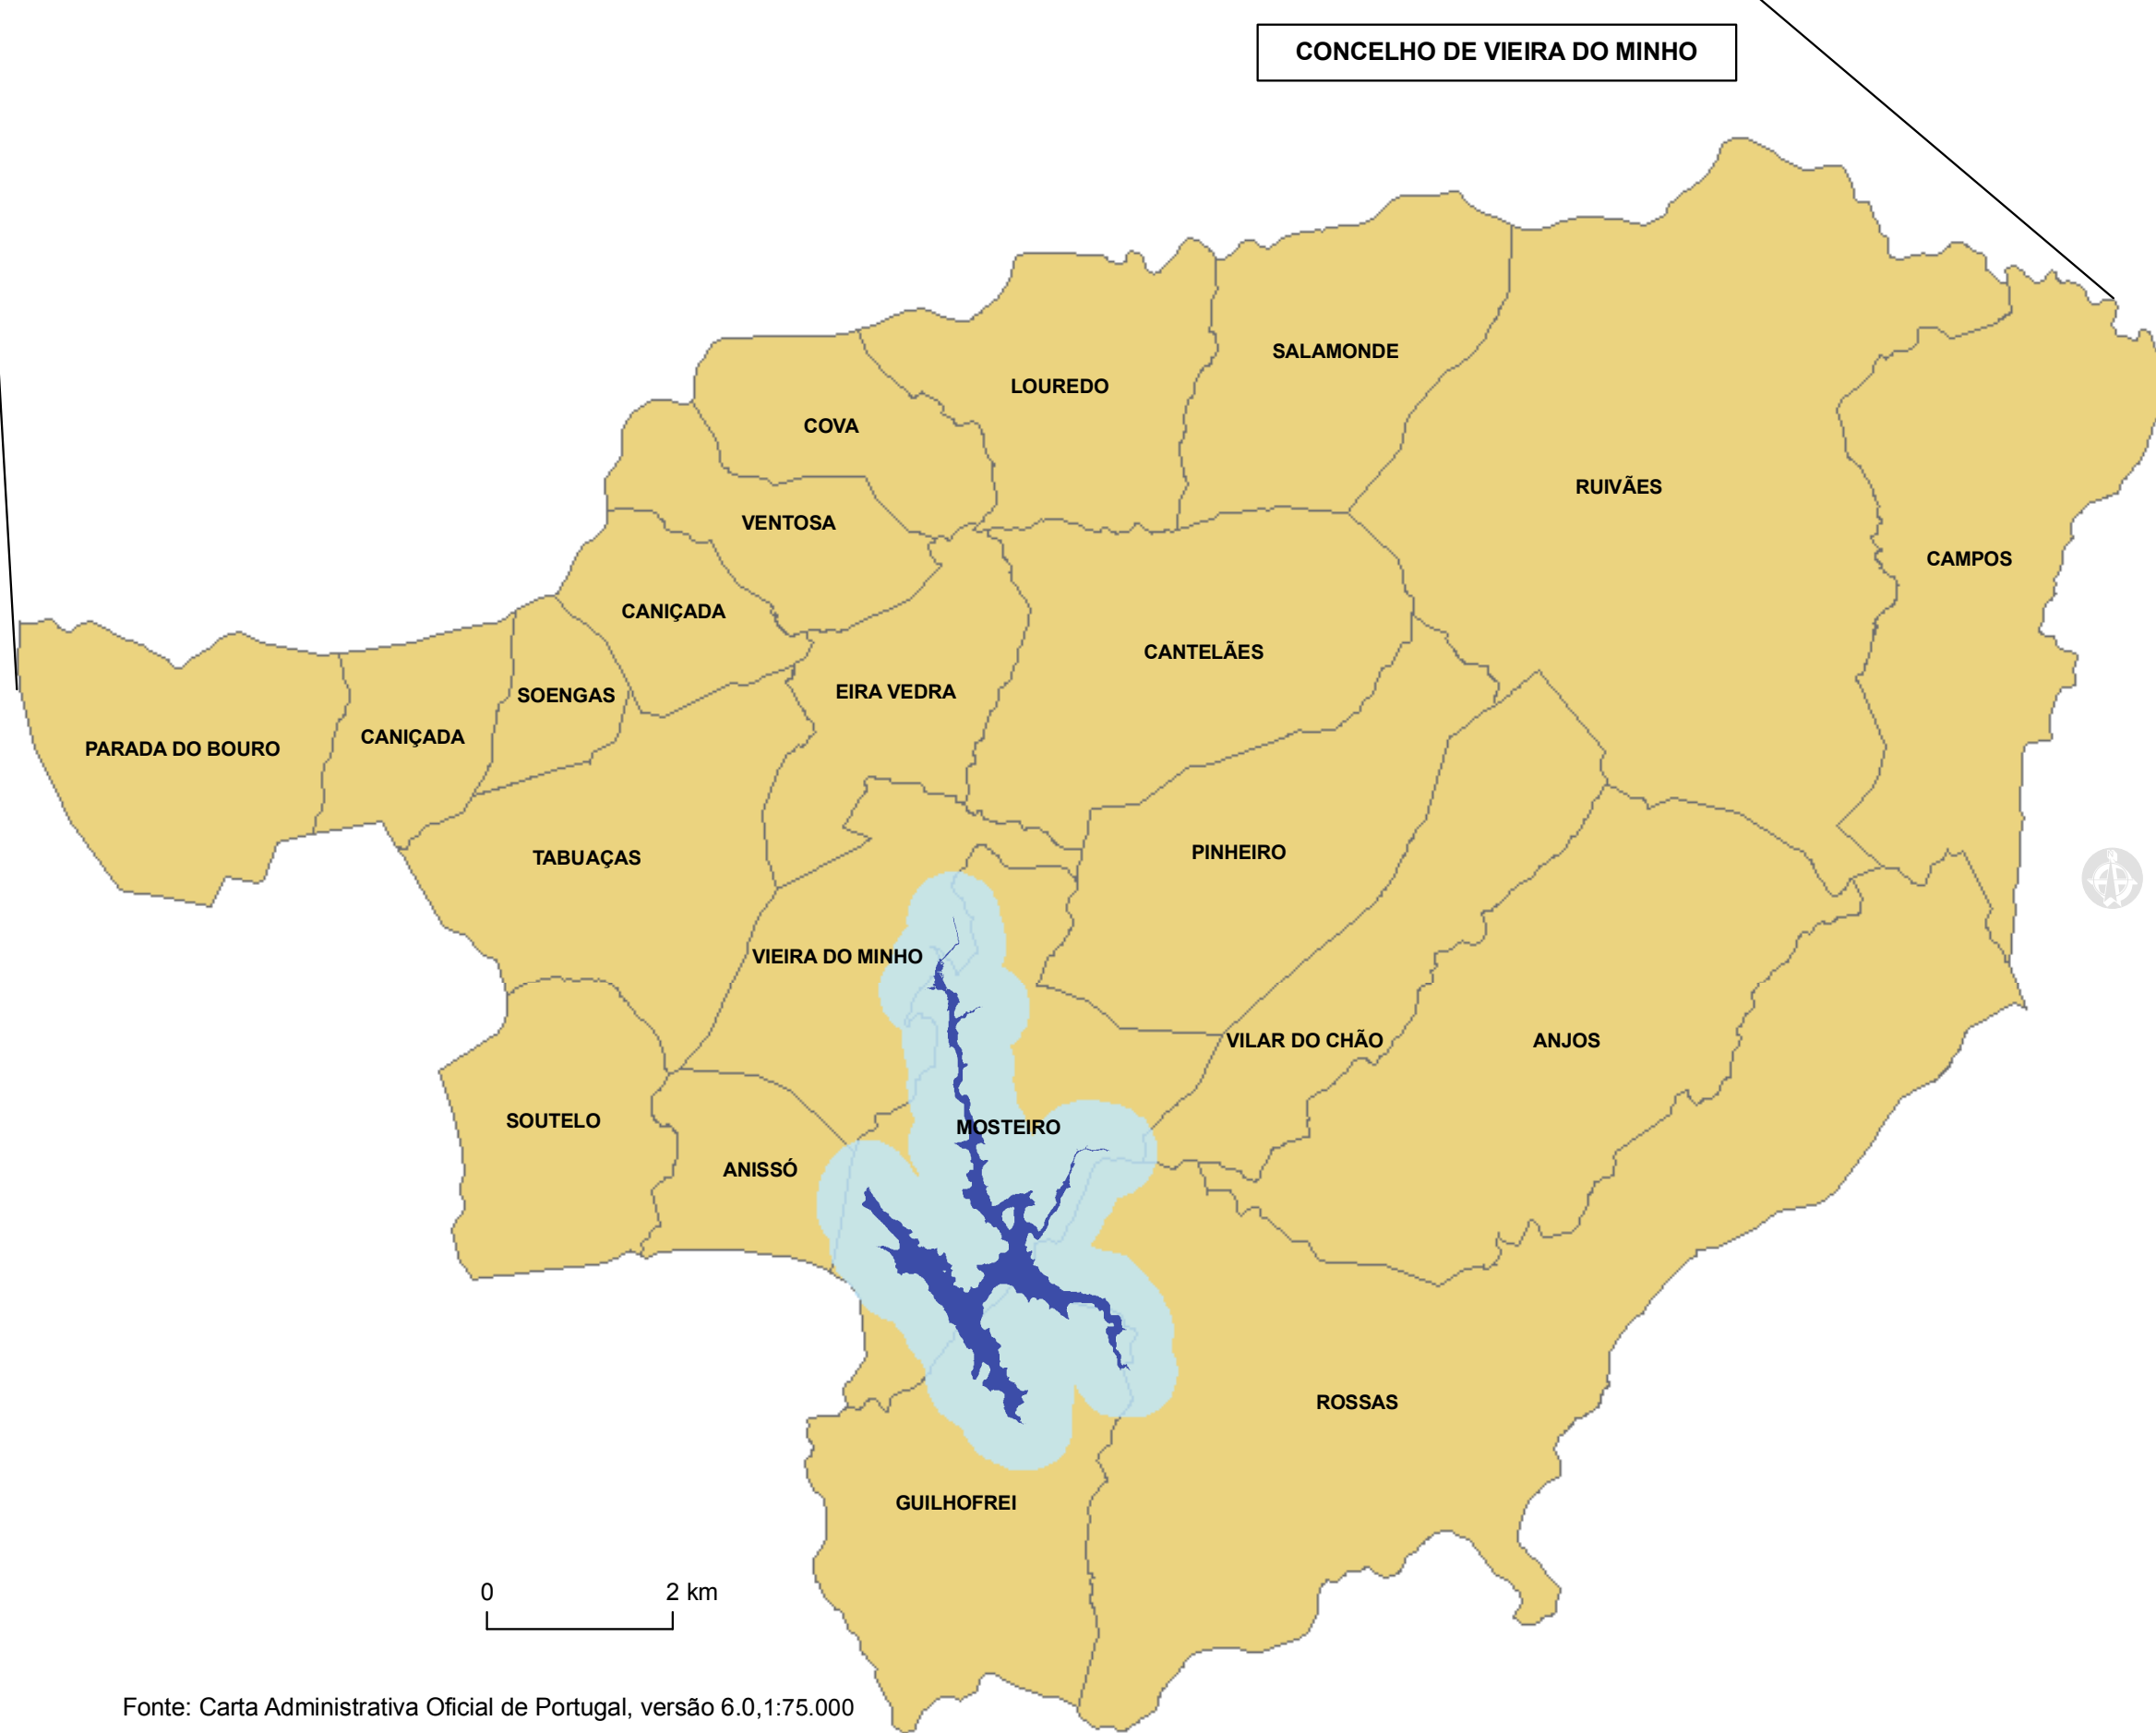 CONCELHO DE VIEIRA DO MINHO
SALAMONDE
LOUREDO
COVA
RUIVÃES
VENTOSA
CAMPOS
CANIÇADA
CANTELÃES
EIRA VEDRA
SOENGAS
CANIÇADA
PARADA DO BOURO
PINHEIRO
TABUAÇAS
VIEIRA DO MINHO
VILAR DO CHÃO
ANJOS
SOUTELO
MOSTEIRO
ANISSÓ
ROSSAS
GUILHOFREI
0 2 km
Fonte: Carta Administrativa Oficial de Portugal, versão 6.0,1:75.000